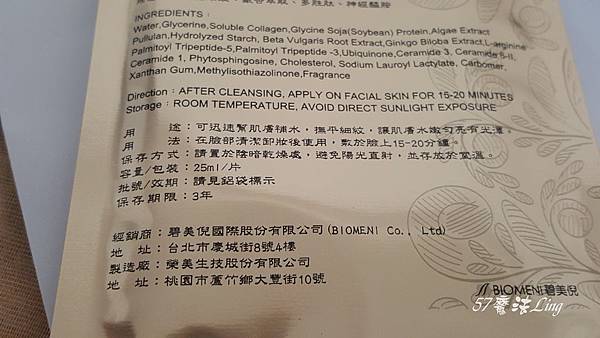 INGREDIENTS:
Water,Glycerine,Soluble Collagen,Glycine Soja(Soybean) Protein,Algae Extract
Pullulan,Hydrolyzed Starch, Beta Vulgaris Root Extract,Ginkgo Biloba Extract,L-arginine
Palmitoyl Tripeptide-5,Palmitoyl Tripeptide -3,Ubiquinone,Ceramide 3, Ceramide 6-II,
Ceramide 1, Phytosphingosine, Cholesterol, Sodium Lauroyl Lactylate, Carbomer,
Xanthan Gum,Methylisothiazolinone,Fragrance
Direction：AFTER CLEANSING, APPLY ON FACIAL SKIN FOR 15-20 MINUTES
Storage：ROOM TEMPERATURE, AVOID DIRECT SUNLIGHT EXPOSURE
用　　途：可迅速幫肌膚補水，撫平細紋，讓肌膚水嫩勻亮有光澤。
用　　法：在臉部清潔卸妝後使用，敷於臉上15-20分鐘。
保存方式：請置於陰暗乾燥處，避免陽光直射，並存放於室溫。
容量/包裝：25ml/片
批號/效期：請見鋁袋標示
保存期限：3年
經銷商：碧美倪國際股份有限公司(BIOMENI Co., Ltd)
地　址：台北市慶城街8號4樓
製造廠：榮美生技股份有限公司
地　址：桃園市蘆竹鄉大豐街10號
BIOMENI碧美倪